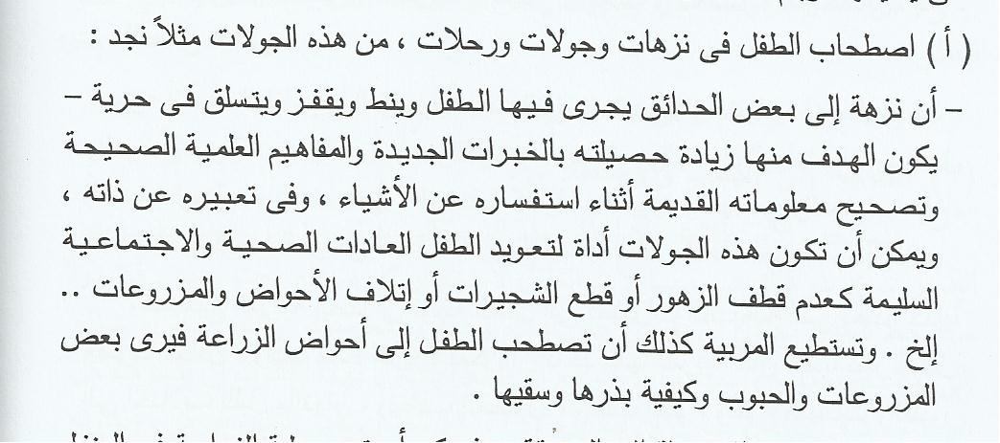 ( أ ) اصطحاب الطفل فى نزهات وجولات ورحلات ، من هذه الجولات مثلاً نجد :
– أن نزهة إلى بعض الحدائق يجرى فيها الطفل وينط ويقفز ويتسلق فى حرية –
يكون الهدف منها زيادة حصيلته بالخبرات الجديدة والمفاهيم العلمية الصحيحة
وتصحيح معلوماته القديمة أثناء استفساره عن الأشياء ، وفى تعبيره عن ذاته ،
ويمكن أن تكون هذه الجولات أداة لتعويد الطفل العادات الصحية والاجتماعية
السليمة كعدم قطف الزهور أو قطع الشجيرات أو إتلاف الأحواض والمزروعات ..
إلخ . وتستطيع المربية كذلك أن تصطحب الطفل إلى أحواض الزراعة فيرى بعض
المزروعات والحبوب وكيفية بذرها وسقيها .